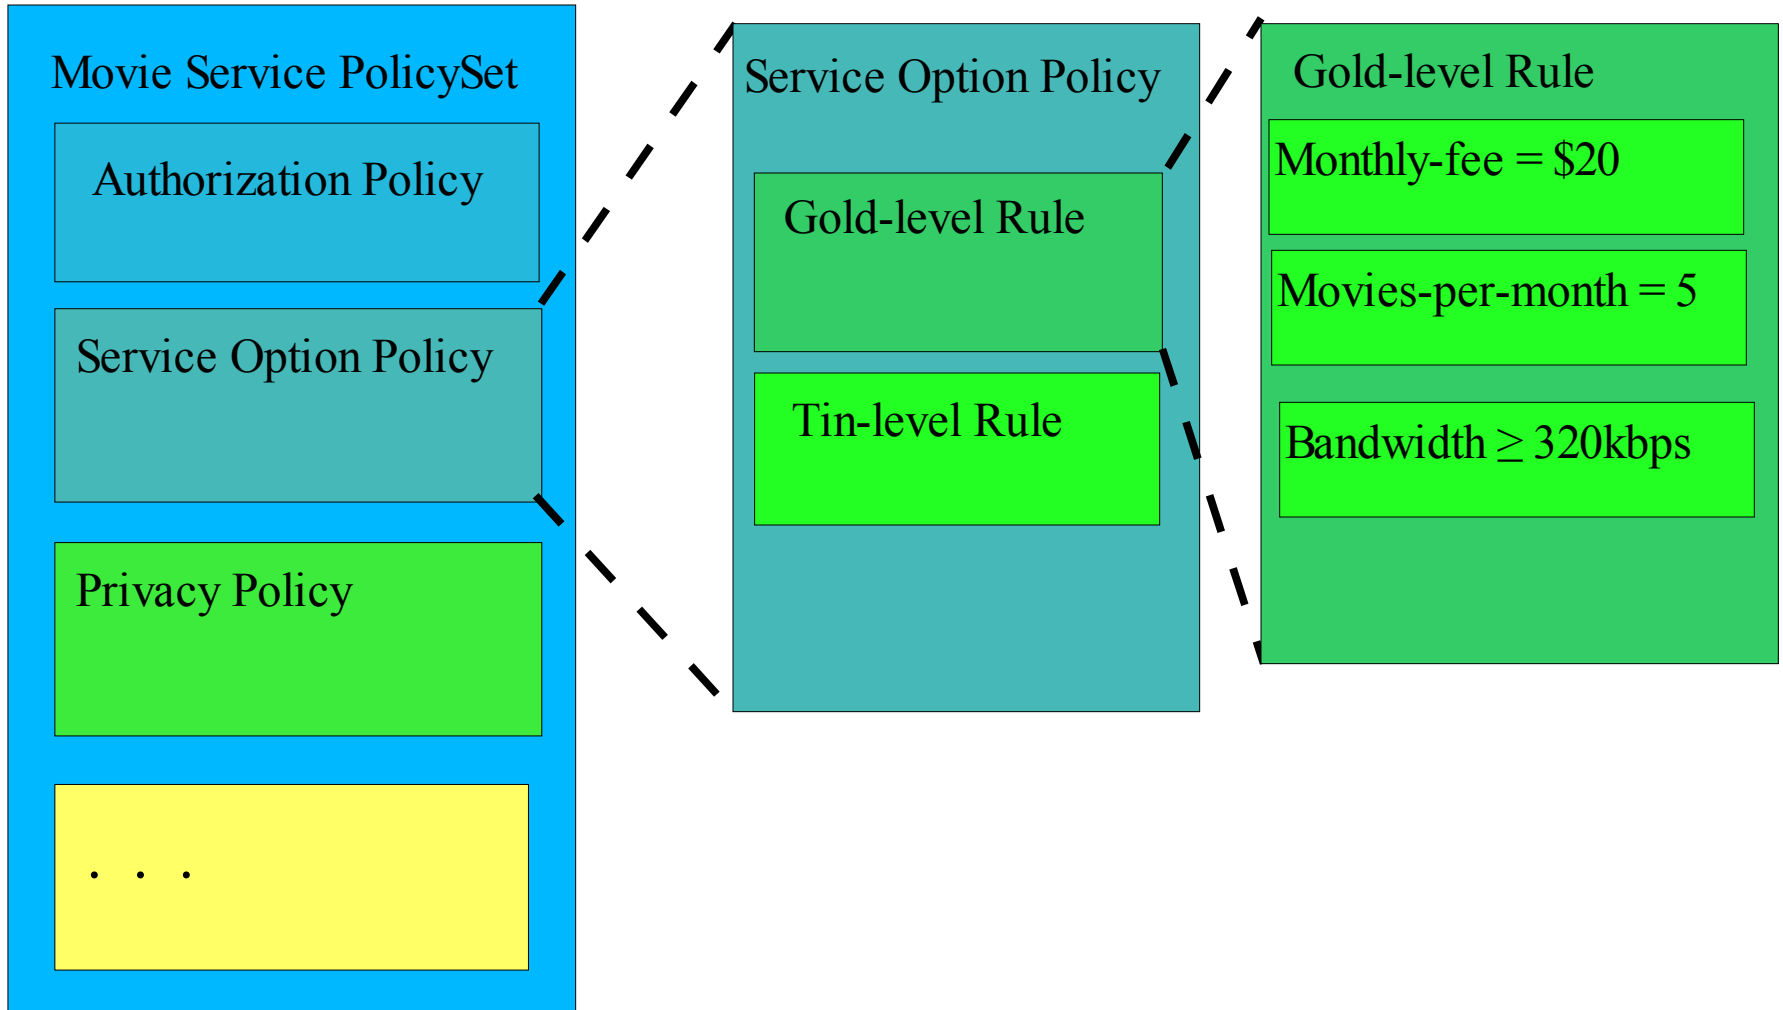 Movie Service PolicySet
Authorization Policy
Service Option Policy
Privacy Policy
. . .
Service Option Policy
Gold-level Rule
Tin-level Rule
Gold-level Rule
Monthly-fee = $20
Movies-per-month = 5
Bandwidth ≥ 320kbps